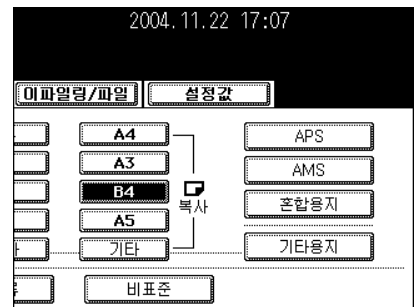 2004.11.22 17:07
이파일링/파일 설정값
A4 APS
A3 AMS
B4
복사
혼합용지
A5
기타 기타용지
비표준